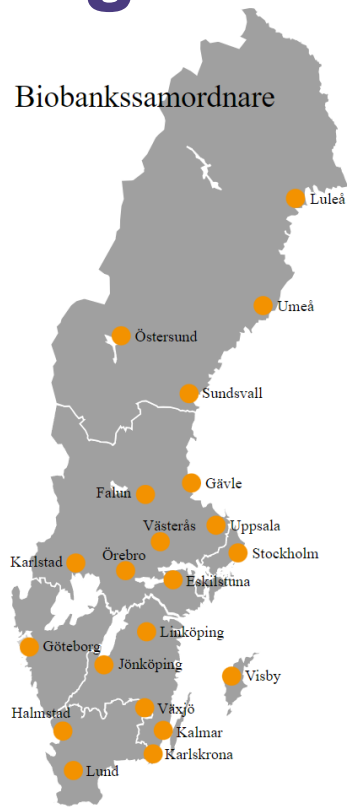 Biobankssamordnare
Luleå
Umeå
Östersund
Sundsvall
Gävle
Falun
Västerås
Uppsala
Stockholm
Örebro
Karlstad
Eskilstuna
Linköping
Göteborg
Jönköping
Visby
Växjö
Halmstad
Kalmar
Karlskrona
Lund